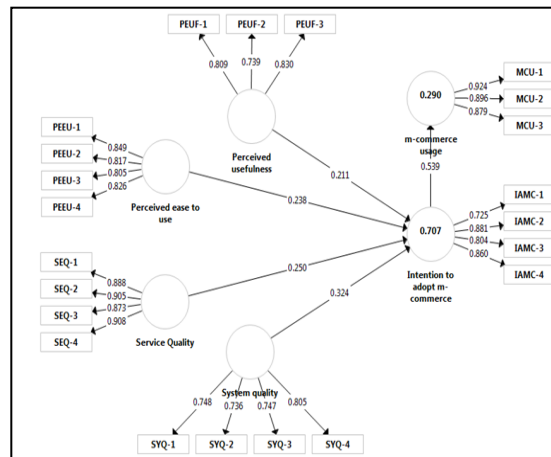 PEUF-1 PEUF-2 PEUF-3
0.809 0.739 0.830
Perceived
usefulness
PEEU-1
PEEU-2
PEEU-3
PEEU-4
0.849
0.817
0.805
0.826
Perceived ease to
use
SEQ-1
SEQ-2
SEQ-3
SEQ-4
0.888
0.905
0.873
0.908
Service Quality
System quality
0.748 0.736 0.747 0.805
SYQ-1 SYQ-2 SYQ-3 SYQ-4
0.211
0.238
0.250
0.324
0.290
m-commerce
usage
0.924
0.896
0.879
MCU-1
MCU-2
MCU-3
0.539
0.707
Intention to
adopt m-
commerce
0.725
0.881
0.804
0.860
IAMC-1
IAMC-2
IAMC-3
IAMC-4